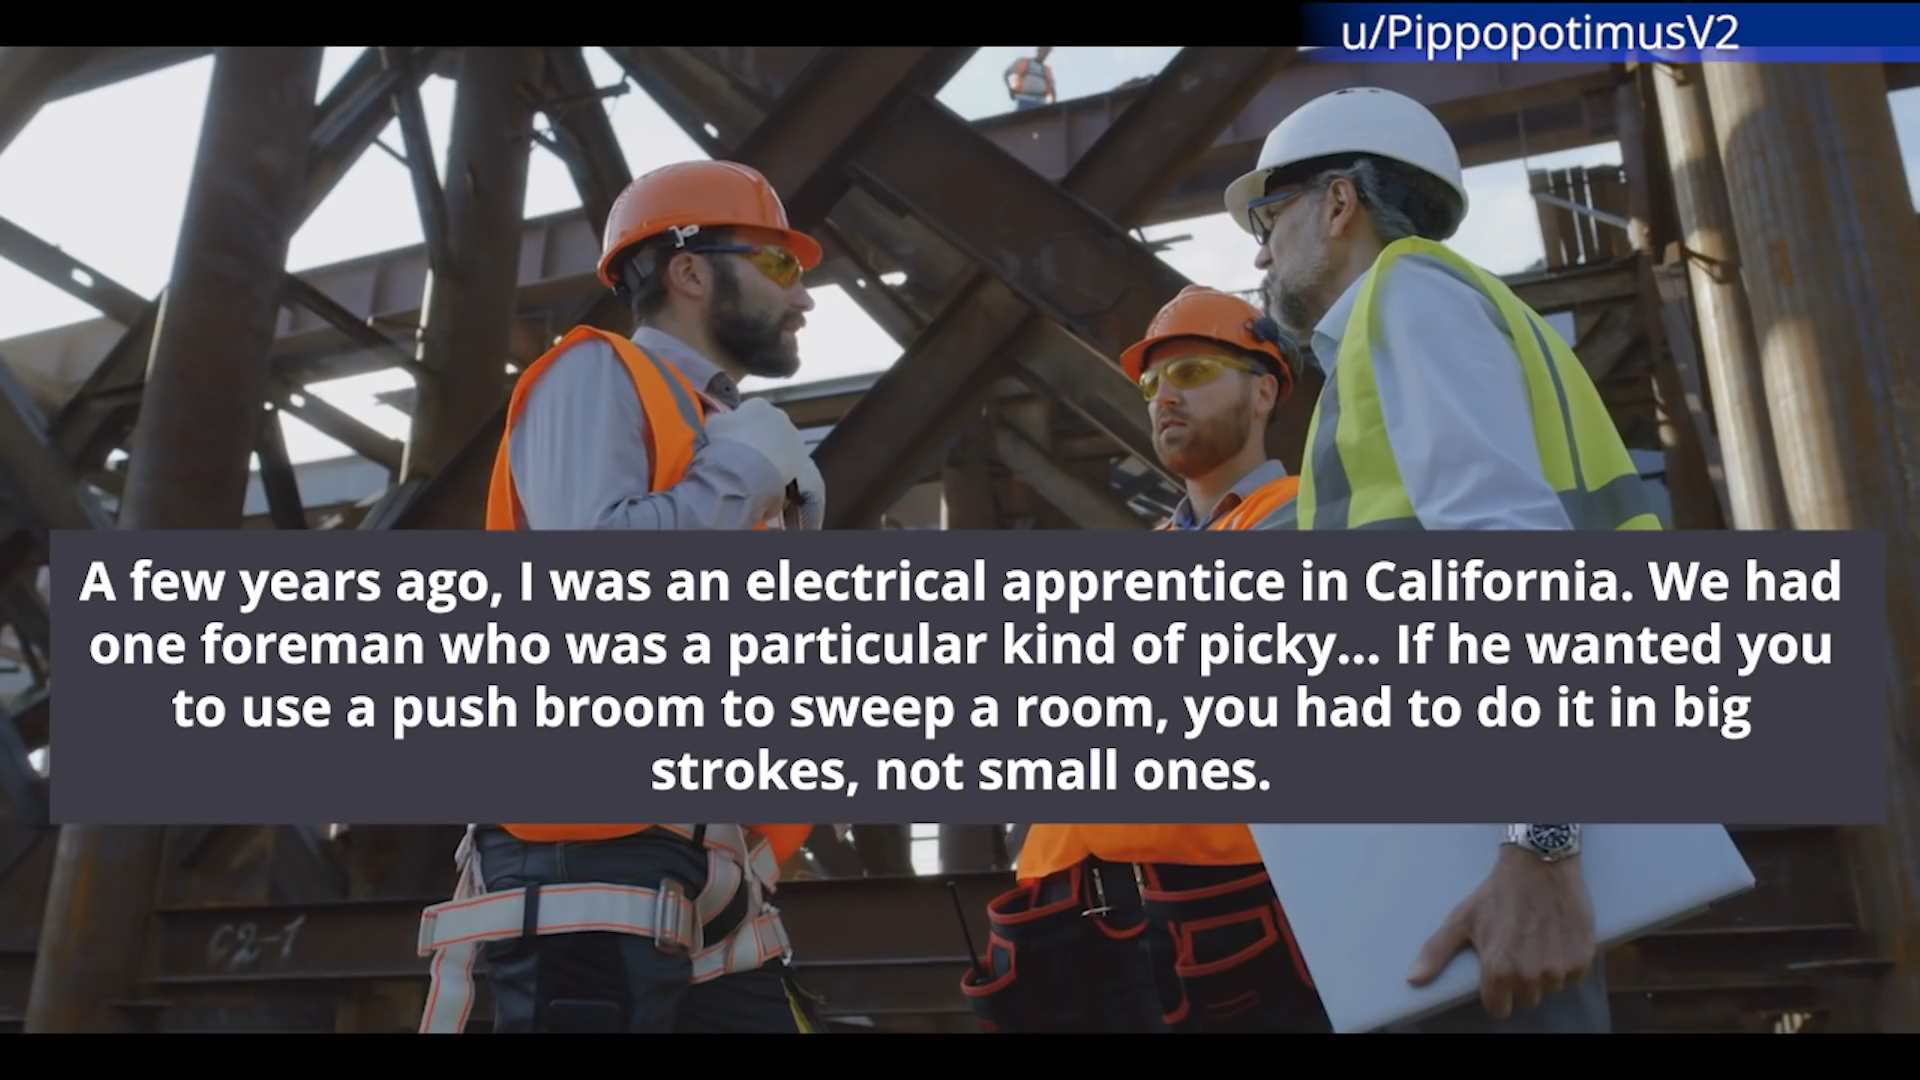 u/PippopotimusV2
A few years ago, I was an electrical apprentice in California. We had
one foreman who was a particular kind of picky... If he wanted you
to use a push broom to sweep a room, you had to do it in big
strokes, not small ones.
C2-1